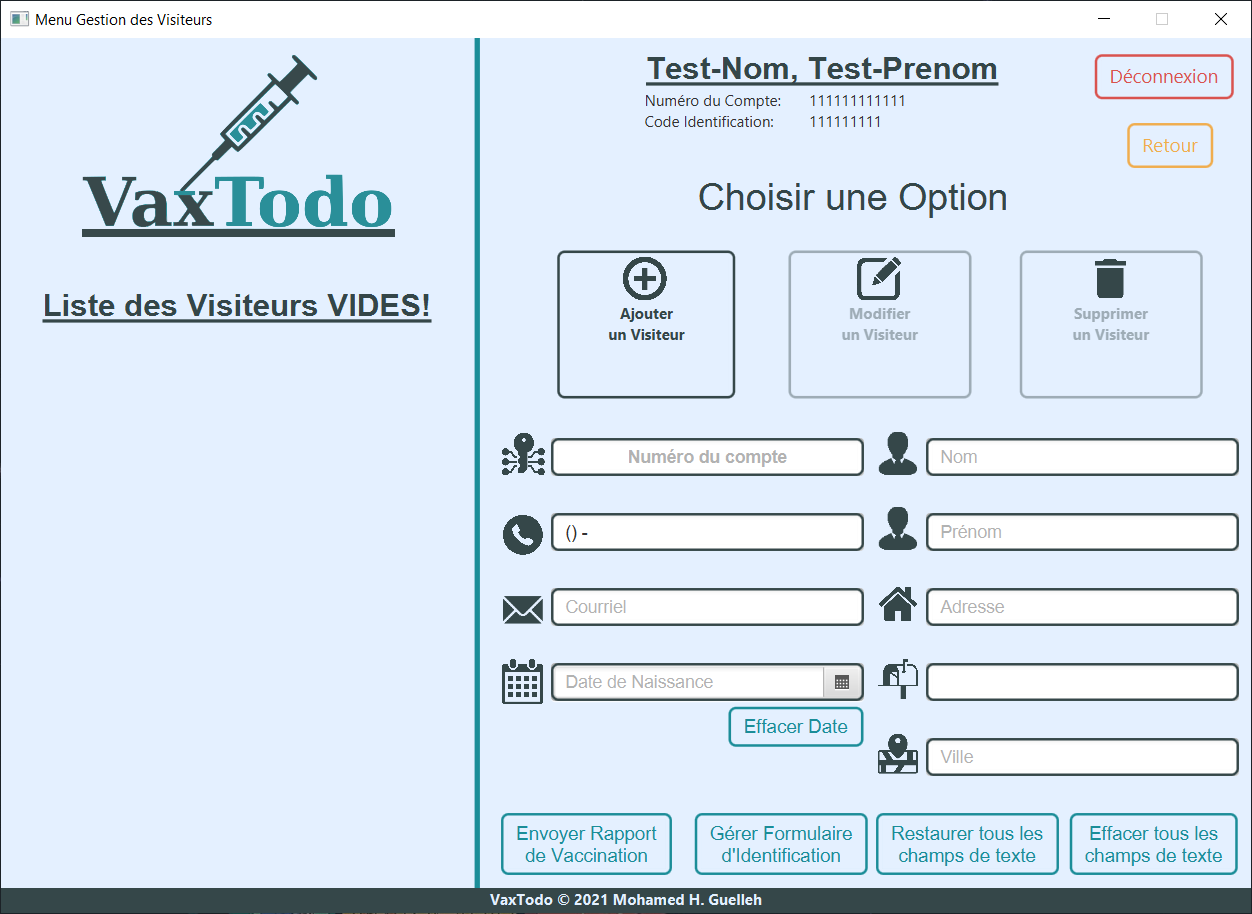 Menu Gestion des Visiteurs
VaxTodo
Liste des Visiteurs VIDES!
Test-Nom, Test-Prenom
Numéro du Compte: 111111111111
Code Identification: 111111111
Déconnexion
Retour
Choisir une Option
Ajouter
un Visiteur
Modifier
un Visiteur
Supprimer
un Visiteur
Numéro du compte
Nom
() -
Prénom
Courriel
Adresse
Date de Naissance
Effacer Date
Ville
Envoyer Rapport
de Vaccination
Gérer Formulaire
d'Identification
Restaurer tous les
champs de texte
Effacer tous les
champs de texte
VaxTodo © 2021 Mohamed H. Guelleh